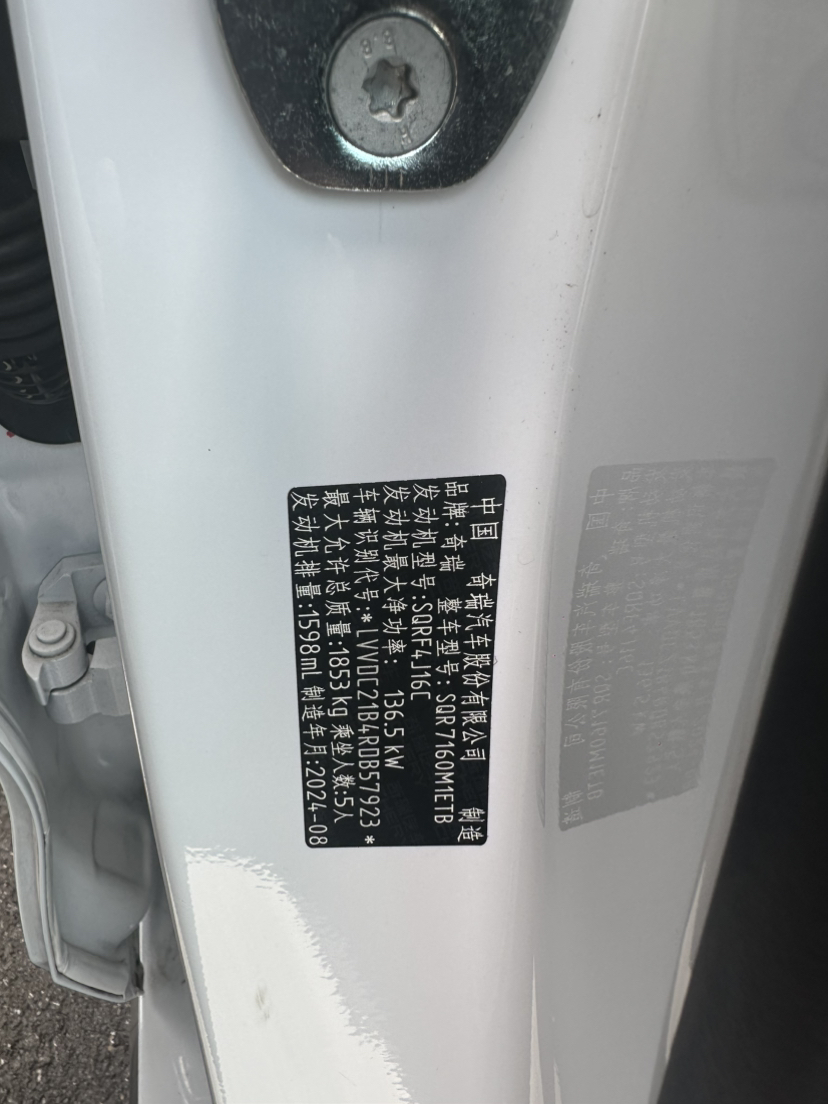 中国 奇瑞汽车股份有限公司 制造
品牌:奇瑞 整车型号:SQR7160M1ETB
发动机型号:SQRF4J16C
发动机最大净功率: 136.5 kW
车辆识别代号:*LVVDC21B4RDB57923*
最大允许总质量:1853kg 乘坐人数:5人
发动机排量:1598mL 制造年月:2024-08